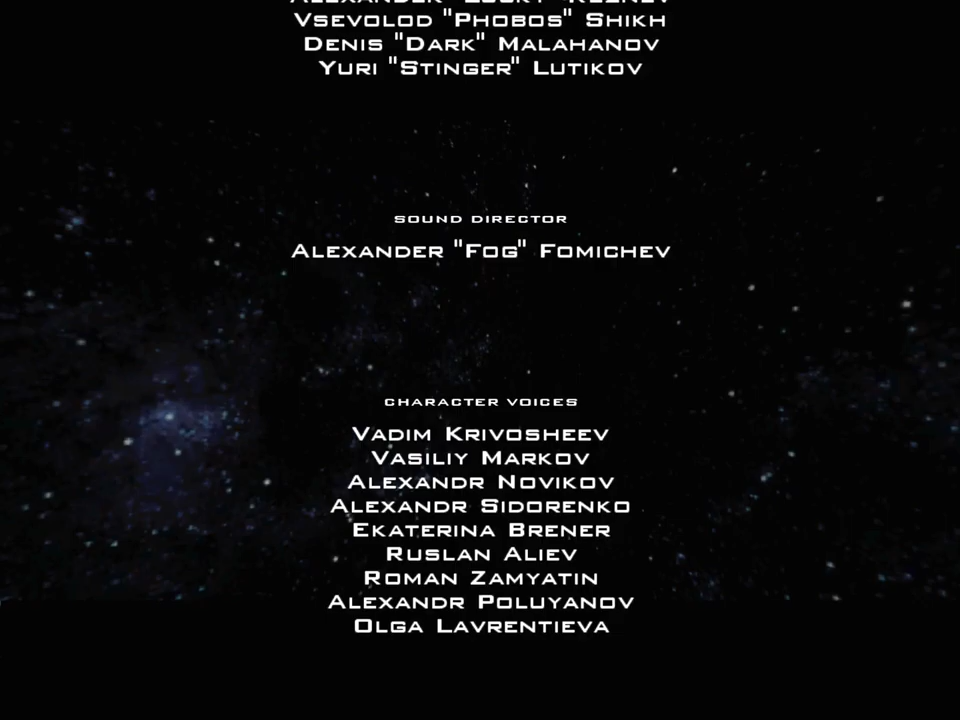 Vsevolod "Phobos" Shikh
Denis "Dark" Malahanov
Yuri "Stinger" Lutikov
SOUND DIRECTOR
Alexander "Fog" Fomichev
CHARACTER VOICES
Vadim Krivosheev
Vasiliy Markov
Alexandr Novikov
Alexandr Sidorenko
Ekaterina Brener
Ruslan Aliev
Roman Zamyatin
Alexandr Poluyanov
Olga Lavrentieva